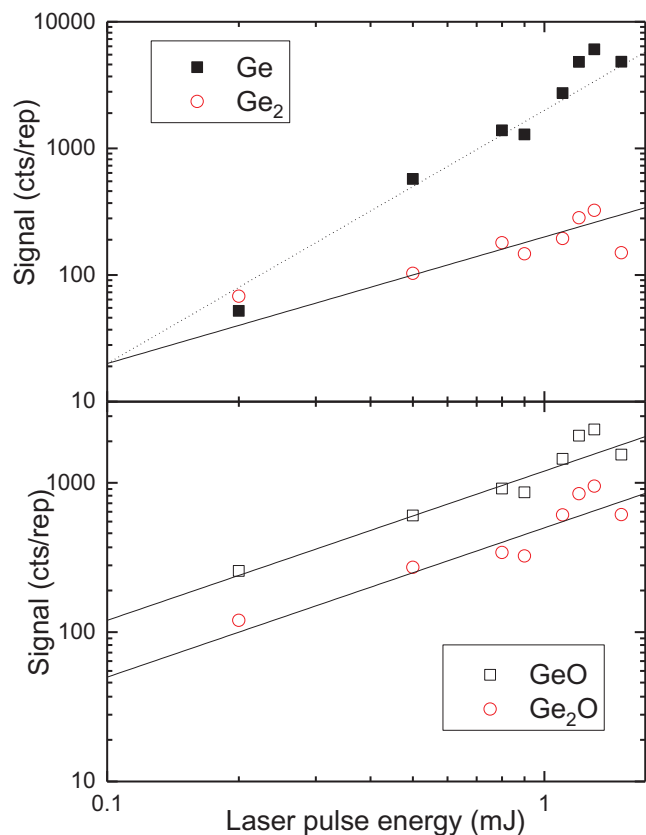 10000
Ge
Ge₂
1000
Signal (cts/rep)
100
10
1000
Signal (cts/rep)
100
GeO
Ge₂O
10
0.1
1
Laser pulse energy (mJ)